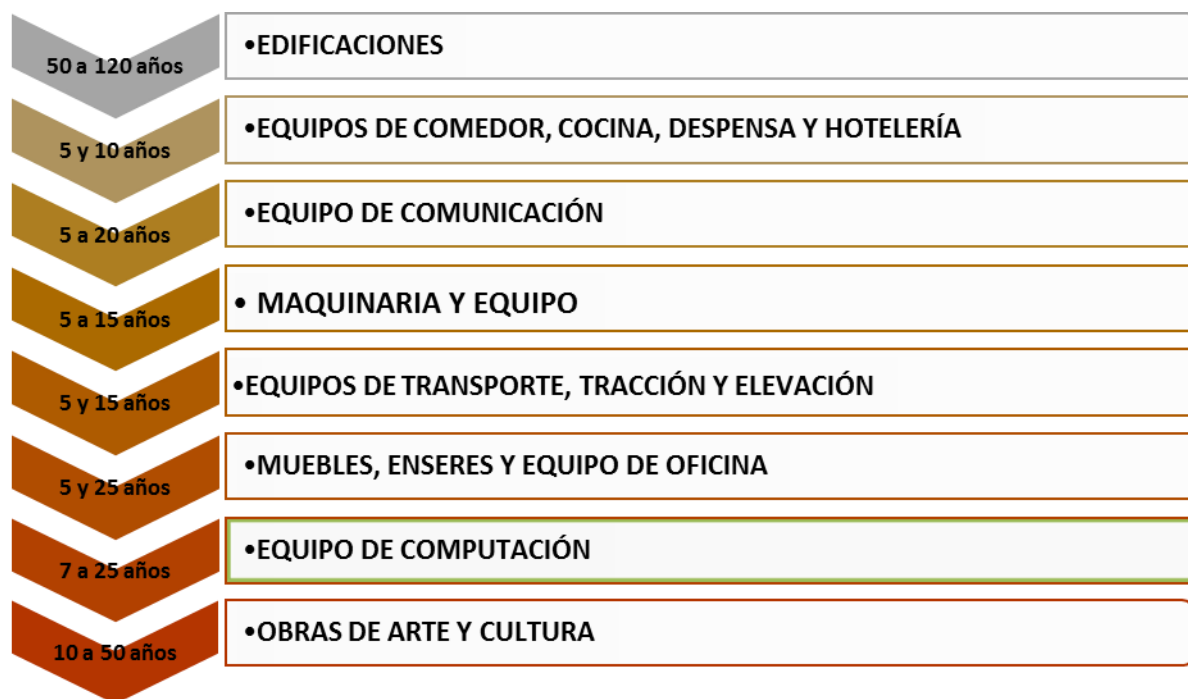 50 a 120 años
•EDIFICACIONES
5 y 10 años
•EQUIPOS DE COMEDOR, COCINA, DESPENSA Y HOTELERÍA
5 a 20 años
•EQUIPO DE COMUNICACIÓN
5 a 15 años
• MAQUINARIA Y EQUIPO
5 y 15 años
•EQUIPOS DE TRANSPORTE, TRACCIÓN Y ELEVACIÓN
5 y 25 años
•MUEBLES, ENSERES Y EQUIPO DE OFICINA
7 a 25 años
•EQUIPO DE COMPUTACIÓN
10 a 50 años
•OBRAS DE ARTE Y CULTURA